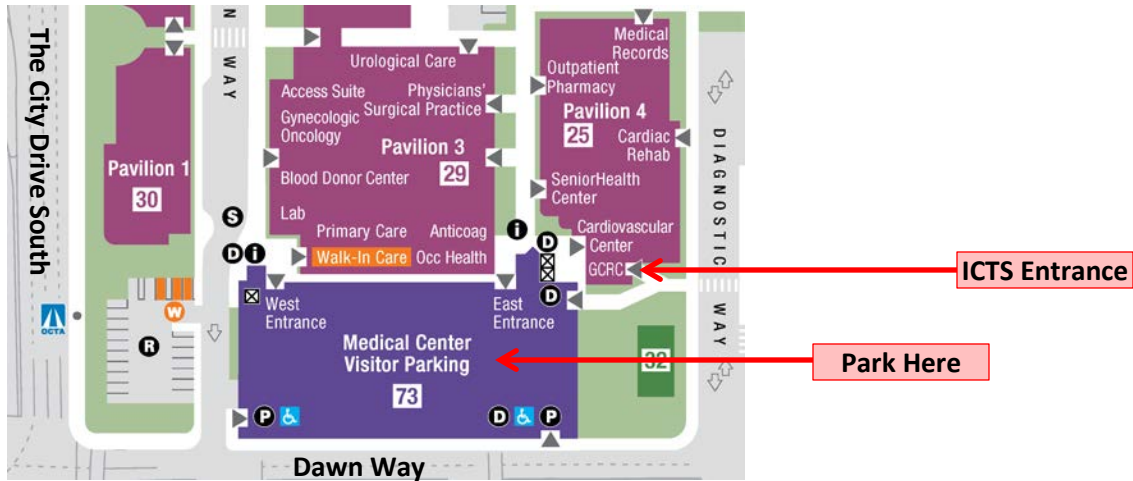 The City Drive South
N
WAY
Urological Care
Access Suite
Physicians'
Surgical Practice
Gynecologic
Oncology
Pavilion 3
29
Blood Donor Center
Lab
Primary Care
Anticoag
Walk-In Care
Occ Health
Medical
Records
Outpatient
Pharmacy
Pavilion 4
25
Cardiac
Rehab
SeniorHealth
Center
Cardiovascular
Center
GCRC
DIAGNOSTIC
WAY
ICTS Entrance
Pavilion 1
30
S
D i
i
D
D
W
OCTA
R
West
Entrance
East
Entrance
Medical Center
Visitor Parking
73
P
D
P
32
Park Here
Dawn Way